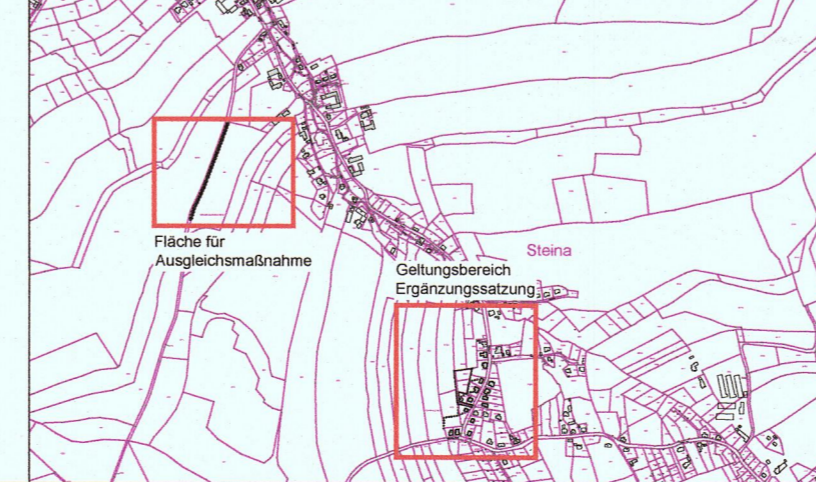 Fläche für
Ausgleichsmaßnahme
Steina
Geltungsbereich
Ergänzungssatzung